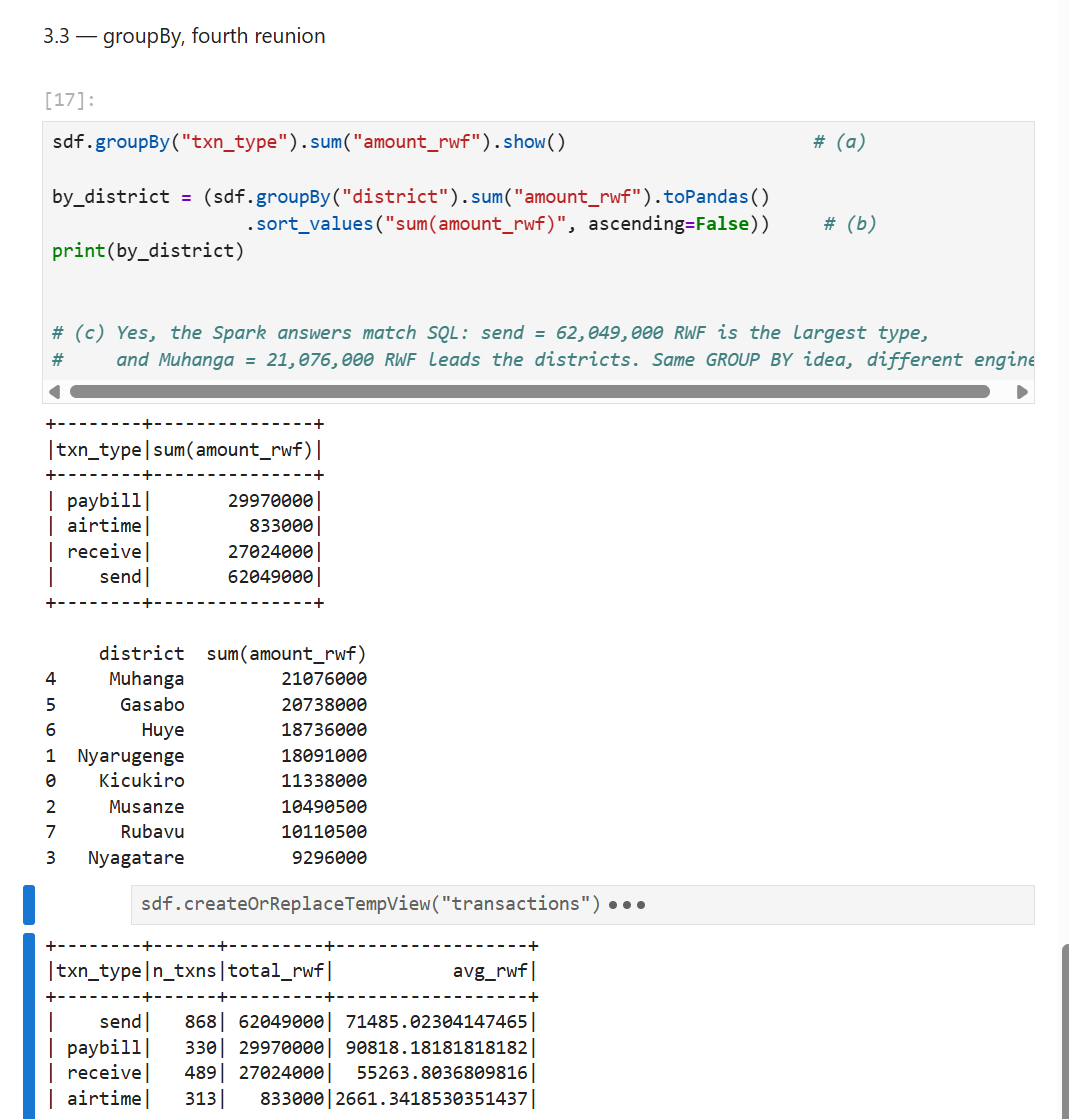 3.3 — groupBy, fourth reunion
[17]:
sdf.groupBy("txn_type").sum("amount_rwf").show()                       # (a)
by_district = (sdf.groupBy("district").sum("amount_rwf").toPandas()
                  .sort_values("sum(amount_rwf)", ascending=False))     # (b)
print(by_district)
# (c) Yes, the Spark answers match SQL: send = 62,049,000 RWF is the largest type,
#     and Muhanga = 21,076,000 RWF leads the districts. Same GROUP BY idea, different engine
+--------+---------------+
|txn_type|sum(amount_rwf)|
+--------+---------------+
| paybill|       29970000|
| airtime|         833000|
| receive|       27024000|
|    send|       62049000|
+--------+---------------+
     district  sum(amount_rwf)
4     Muhanga         21076000
5      Gasabo         20738000
6        Huye         18736000
1  Nyarugenge         18091000
0    Kicukiro         11338000
2     Musanze         10490500
7      Rubavu         10110500
3   Nyagatare          9296000
sdf.createOrReplaceTempView("transactions") •••
+--------+------+---------+------------------+
|txn_type|n_txns|total_rwf|           avg_rwf|
+--------+------+---------+------------------+
|    send|   868| 62049000| 71485.02304147465|
| paybill|   330| 29970000| 90818.18181818182|
| receive|   489| 27024000|  55263.8036809816|
| airtime|   313|   833000|2661.3418530351437|